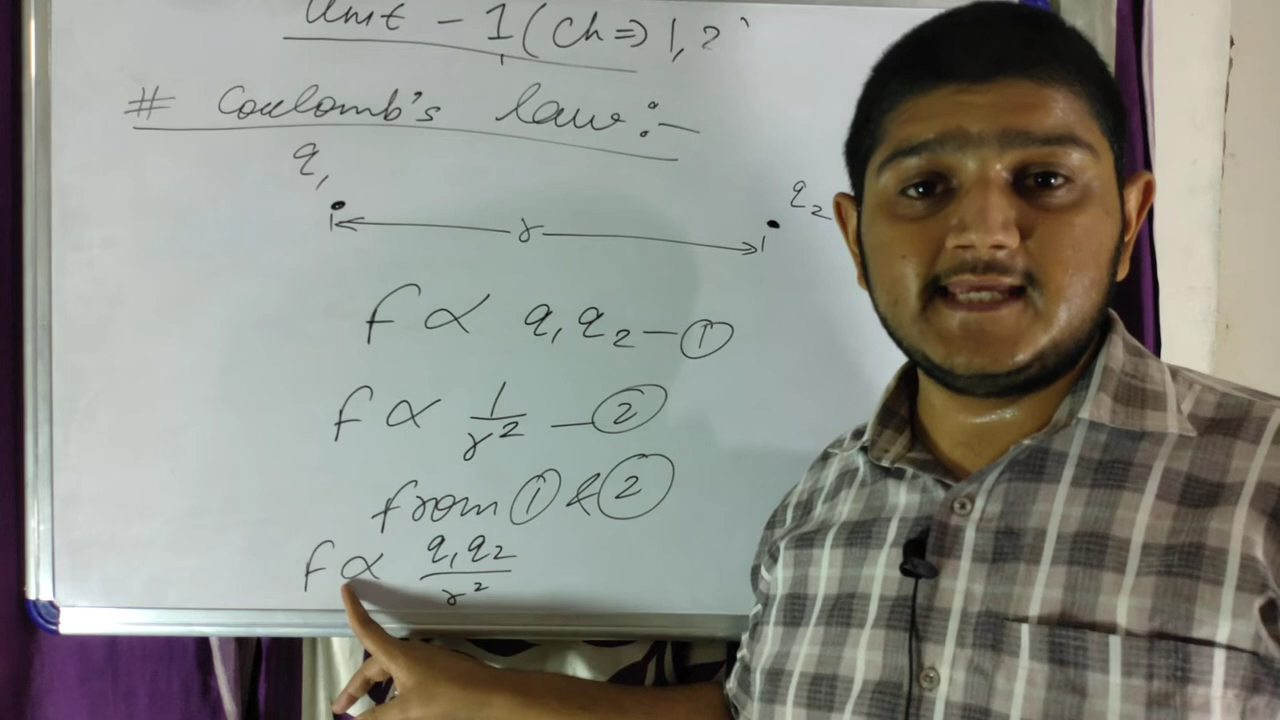 Unit - 1 (Ch => 1, 2
# Coulomb's law :-
q₁
q₂
r
f ∝ q₁q₂ — ①
f ∝ 1/r² — ②
from ① & ②
f ∝ q₁q₂/r²